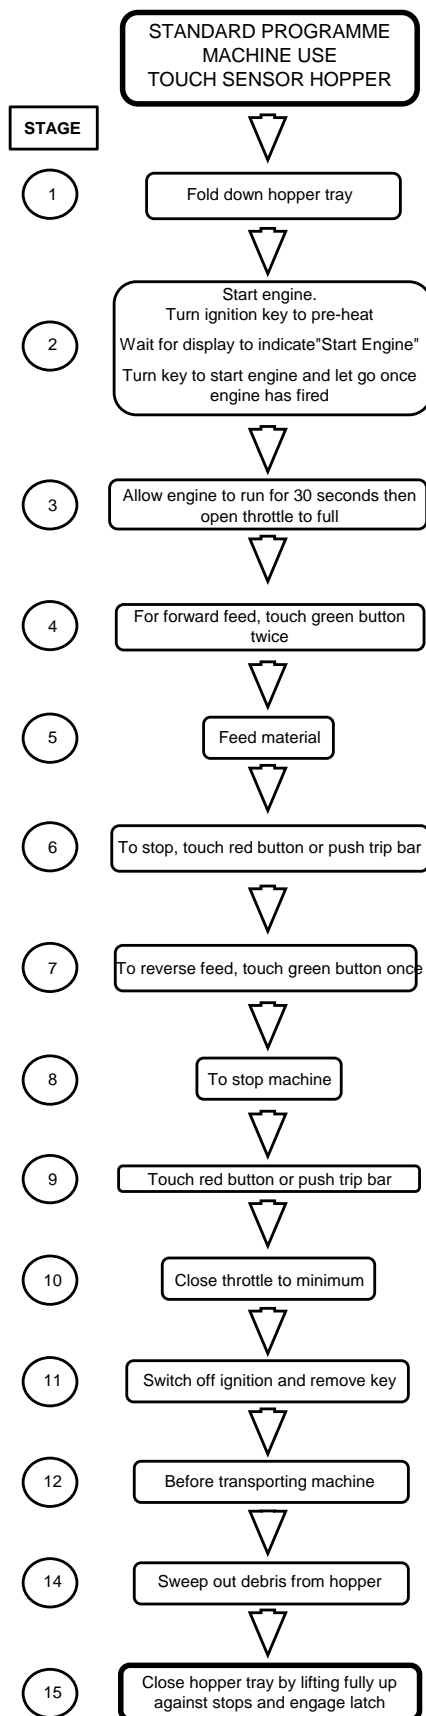 STANDARD PROGRAMME
MACHINE USE
TOUCH SENSOR HOPPER
STAGE
1
Fold down hopper tray
2
Start engine.
Turn ignition key to pre-heat
Wait for display to indicate"Start Engine"
Turn key to start engine and let go once
engine has fired
3
Allow engine to run for 30 seconds then
open throttle to full
4
For forward feed, touch green button
twice
5
Feed material
6
To stop, touch red button or push trip bar
7
To reverse feed, touch green button once
8
To stop machine
9
Touch red button or push trip bar
10
Close throttle to minimum
11
Switch off ignition and remove key
12
Before transporting machine
14
Sweep out debris from hopper
15
Close hopper tray by lifting fully up
against stops and engage latch